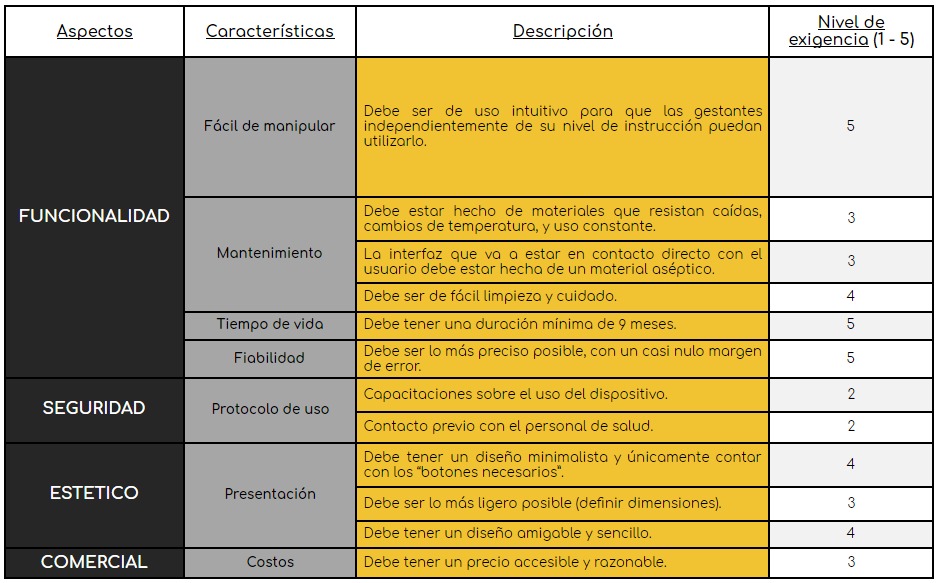 Aspectos
Características
Descripción
Nivel de
exigencia (1 - 5)
FUNCIONALIDAD
Fácil de manipular
Debe ser de uso intuitivo para que las gestantes
independientemente de su nivel de instrucción puedan
utilizarlo.
5
Mantenimiento
Debe estar hecho de materiales que resistan caídas,
cambios de temperatura, y uso constante.
3
La interfaz que va a estar en contacto directo con el
usuario debe estar hecha de un material aséptico.
3
Debe ser de fácil limpieza y cuidado.
4
Tiempo de vida
Debe tener una duración mínima de 9 meses.
5
Fiabilidad
Debe ser lo más preciso posible, con un casi nulo margen
de error.
5
SEGURIDAD
Protocolo de uso
Capacitaciones sobre el uso del dispositivo.
2
Contacto previo con el personal de salud.
2
ESTETICO
Presentación
Debe tener un diseño minimalista y únicamente contar
con los “botones necesarios”.
4
Debe ser lo más ligero posible (definir dimensiones).
3
Debe tener un diseño amigable y sencillo.
4
COMERCIAL
Costos
Debe tener un precio accesible y razonable.
3